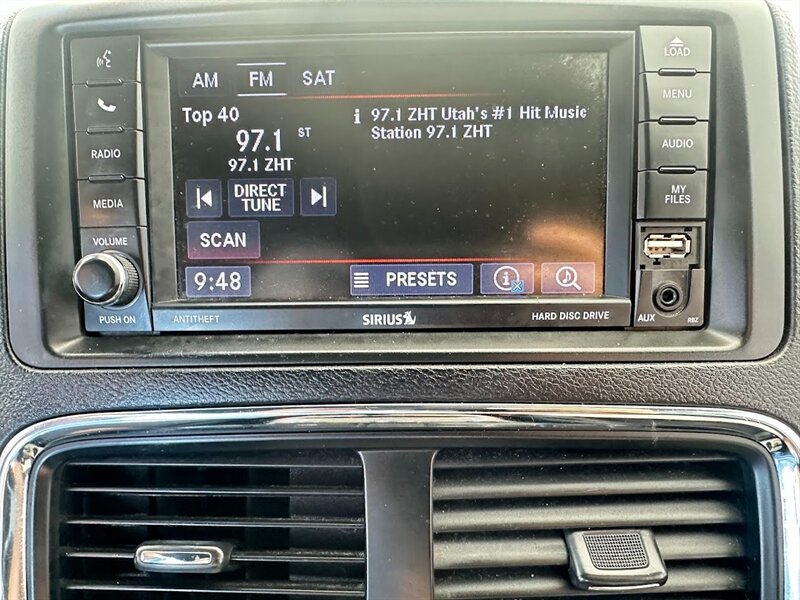 LOAD
AM FM SAT
MENU
Top 40
i 97.1 ZHT Utah's #1 Hit Music
Station 97.1 ZHT
97.1 ST
97.1 ZHT
RADIO
AUDIO
MEDIA
DIRECT
TUNE
MY
FILES
SCAN
VOLUME
9:48
PRESETS
i
PUSH ON
ANTITHEFT
SIRIUS
HARD DISC DRIVE
AUX
RBZ